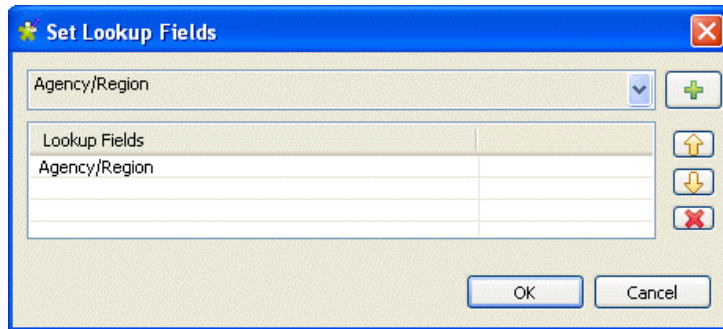 Set Lookup Fields
Agency/Region
Lookup Fields
Agency/Region
OK Cancel